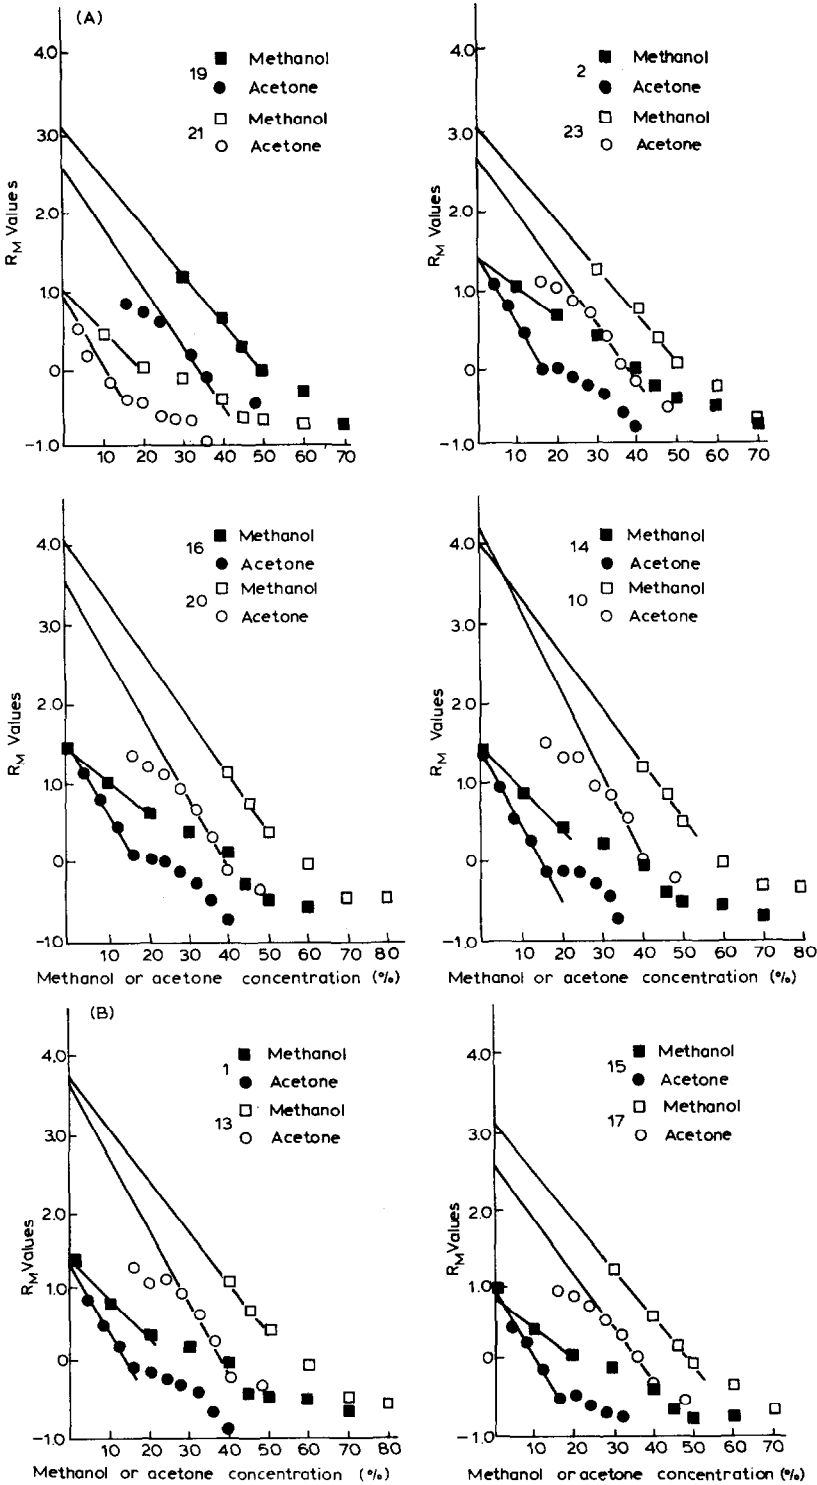 (A)
4.0
3.0
2.0
1.0
0
-1.0
RM Values
19
■ Methanol
● Acetone
21
□ Methanol
○ Acetone
10 20 30 40 50 60 70
4.0
3.0
2.0
1.0
0
-1.0
RM Values
2
■ Methanol
● Acetone
23
□ Methanol
○ Acetone
10 20 30 40 50 60 70
4.0
3.0
2.0
1.0
0
-1.0
RM Values
16
■ Methanol
● Acetone
20
□ Methanol
○ Acetone
10 20 30 40 50 60 70 80
Methanol or acetone concentration (%)
4.0
3.0
2.0
1.0
0
-1.0
RM Values
14
■ Methanol
● Acetone
10
□ Methanol
○ Acetone
10 20 30 40 50 60 70 80
Methanol or acetone concentration (%)
(B)
4.0
3.0
2.0
1.0
0
-1.0
RM Values
1
■ Methanol
● Acetone
13
□ Methanol
○ Acetone
10 20 30 40 50 60 70 80
Methanol or acetone concentration (%)
4.0
3.0
2.0
1.0
0
-1.0
RM Values
15
■ Methanol
● Acetone
17
□ Methanol
○ Acetone
10 20 30 40 50 60 70
Methanol or acetone concentration (%)